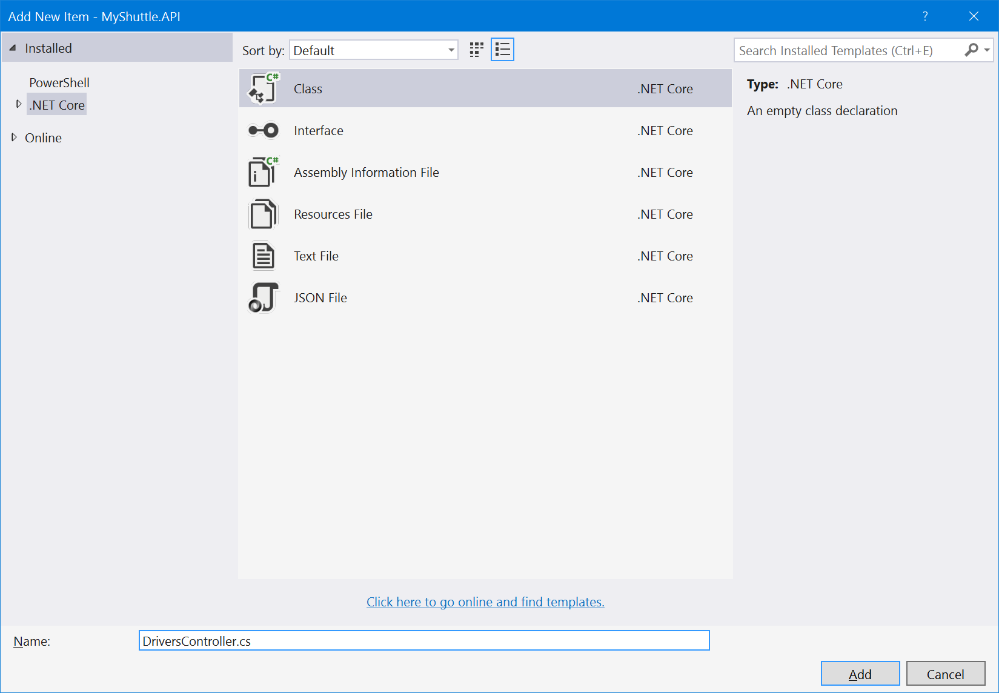 Add New Item - MyShuttle.API
?
Installed
PowerShell
.NET Core
Online
Sort by: Default
Search Installed Templates (Ctrl+E)
C# Class .NET Core
Interface .NET Core
C# Assembly Information File .NET Core
Resources File .NET Core
Text File .NET Core
JSON File .NET Core
Type: .NET Core
An empty class declaration
Click here to go online and find templates.
Name: DriversController.cs
Add Cancel